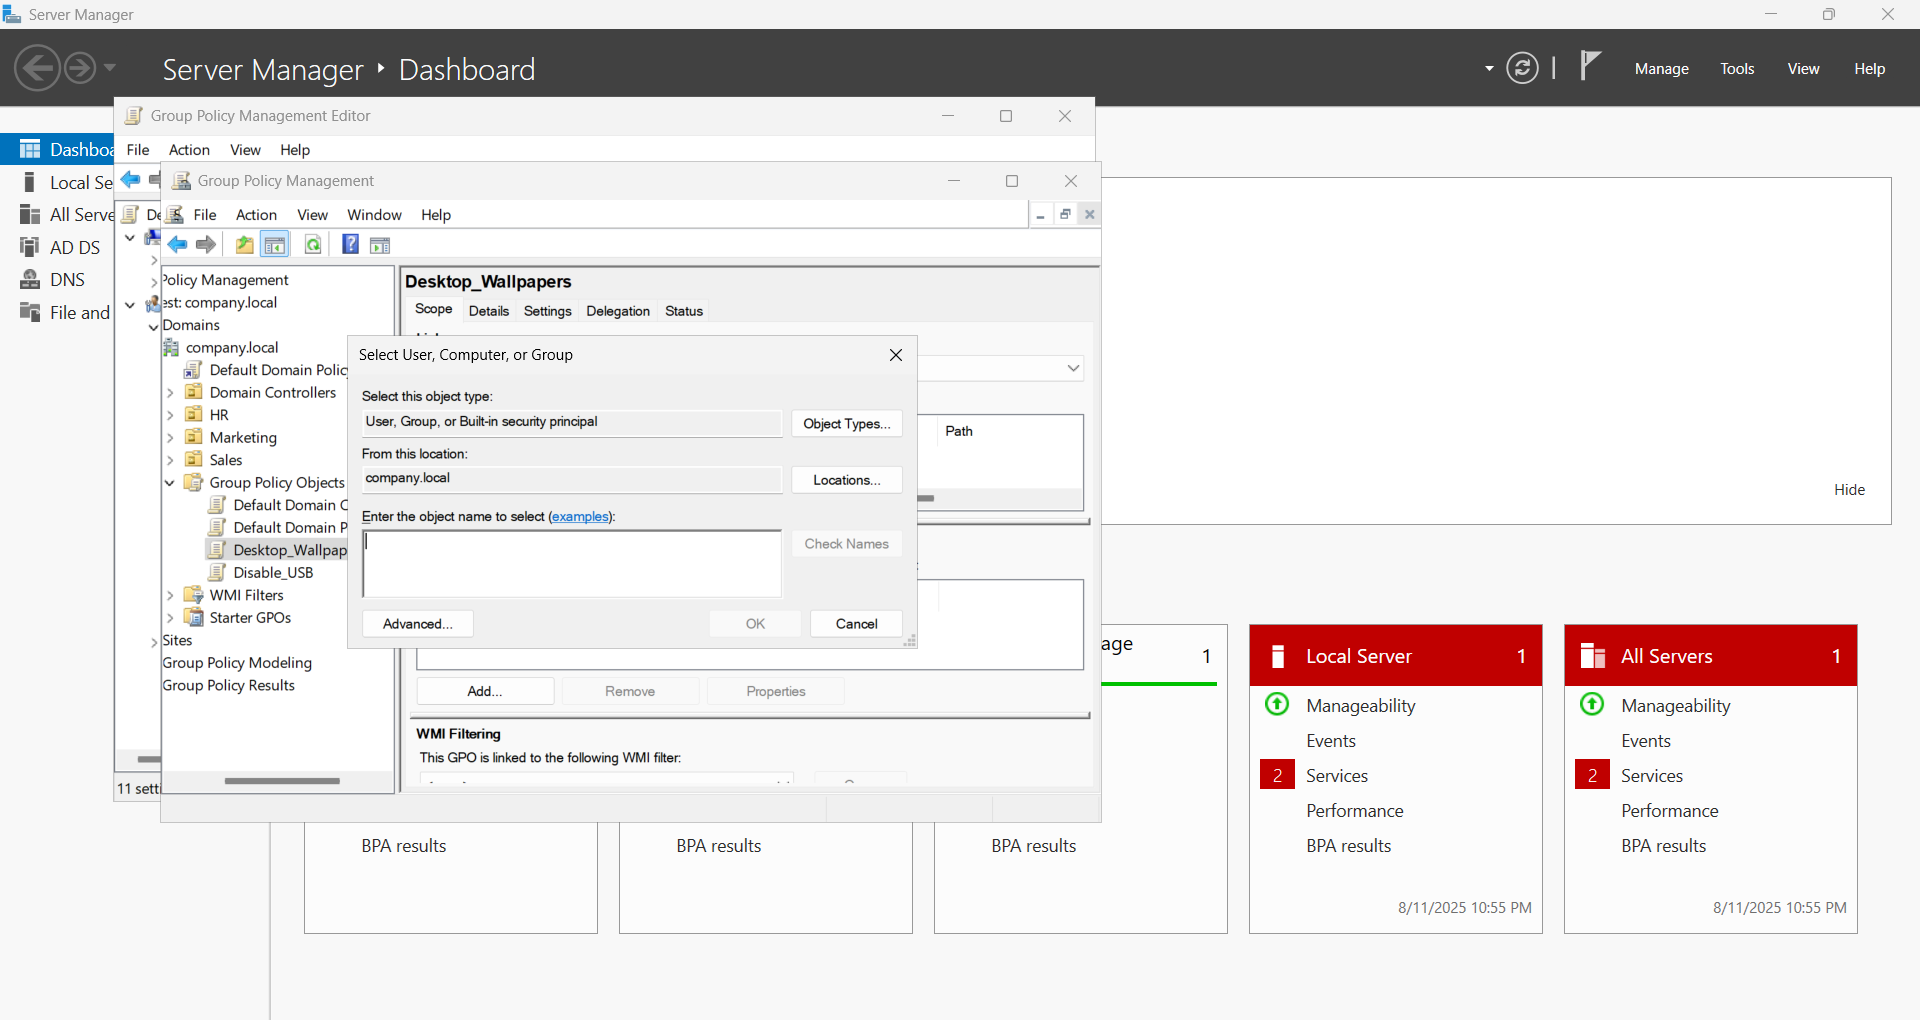 Server Manager
Server Manager ‣ Dashboard
Manage Tools View Help
Dashboa
Local Se
All Serve
AD DS
DNS
File and
Group Policy Management Editor
File Action View Help
De
11 setti
Group Policy Management
File Action View Window Help
Policy Management
est: company.local
Domains
company.local
Default Domain Polic
Domain Controllers
HR
Marketing
Sales
Group Policy Objects
Default Domain C
Default Domain P
Desktop_Wallpap
Disable_USB
WMI Filters
Starter GPOs
Sites
Group Policy Modeling
Group Policy Results
Desktop_Wallpapers
Scope Details Settings Delegation Status
Path
Select User, Computer, or Group
Select this object type:
User, Group, or Built-in security principal
Object Types...
From this location:
company.local
Locations...
Enter the object name to select (examples):
Check Names
Advanced...
OK
Cancel
Add...
Remove
Properties
WMI Filtering
This GPO is linked to the following WMI filter:
Hide
BPA results
BPA results
age 1
BPA results
Local Server 1
Manageability
Events
2 Services
Performance
BPA results
8/11/2025 10:55 PM
All Servers 1
Manageability
Events
2 Services
Performance
BPA results
8/11/2025 10:55 PM